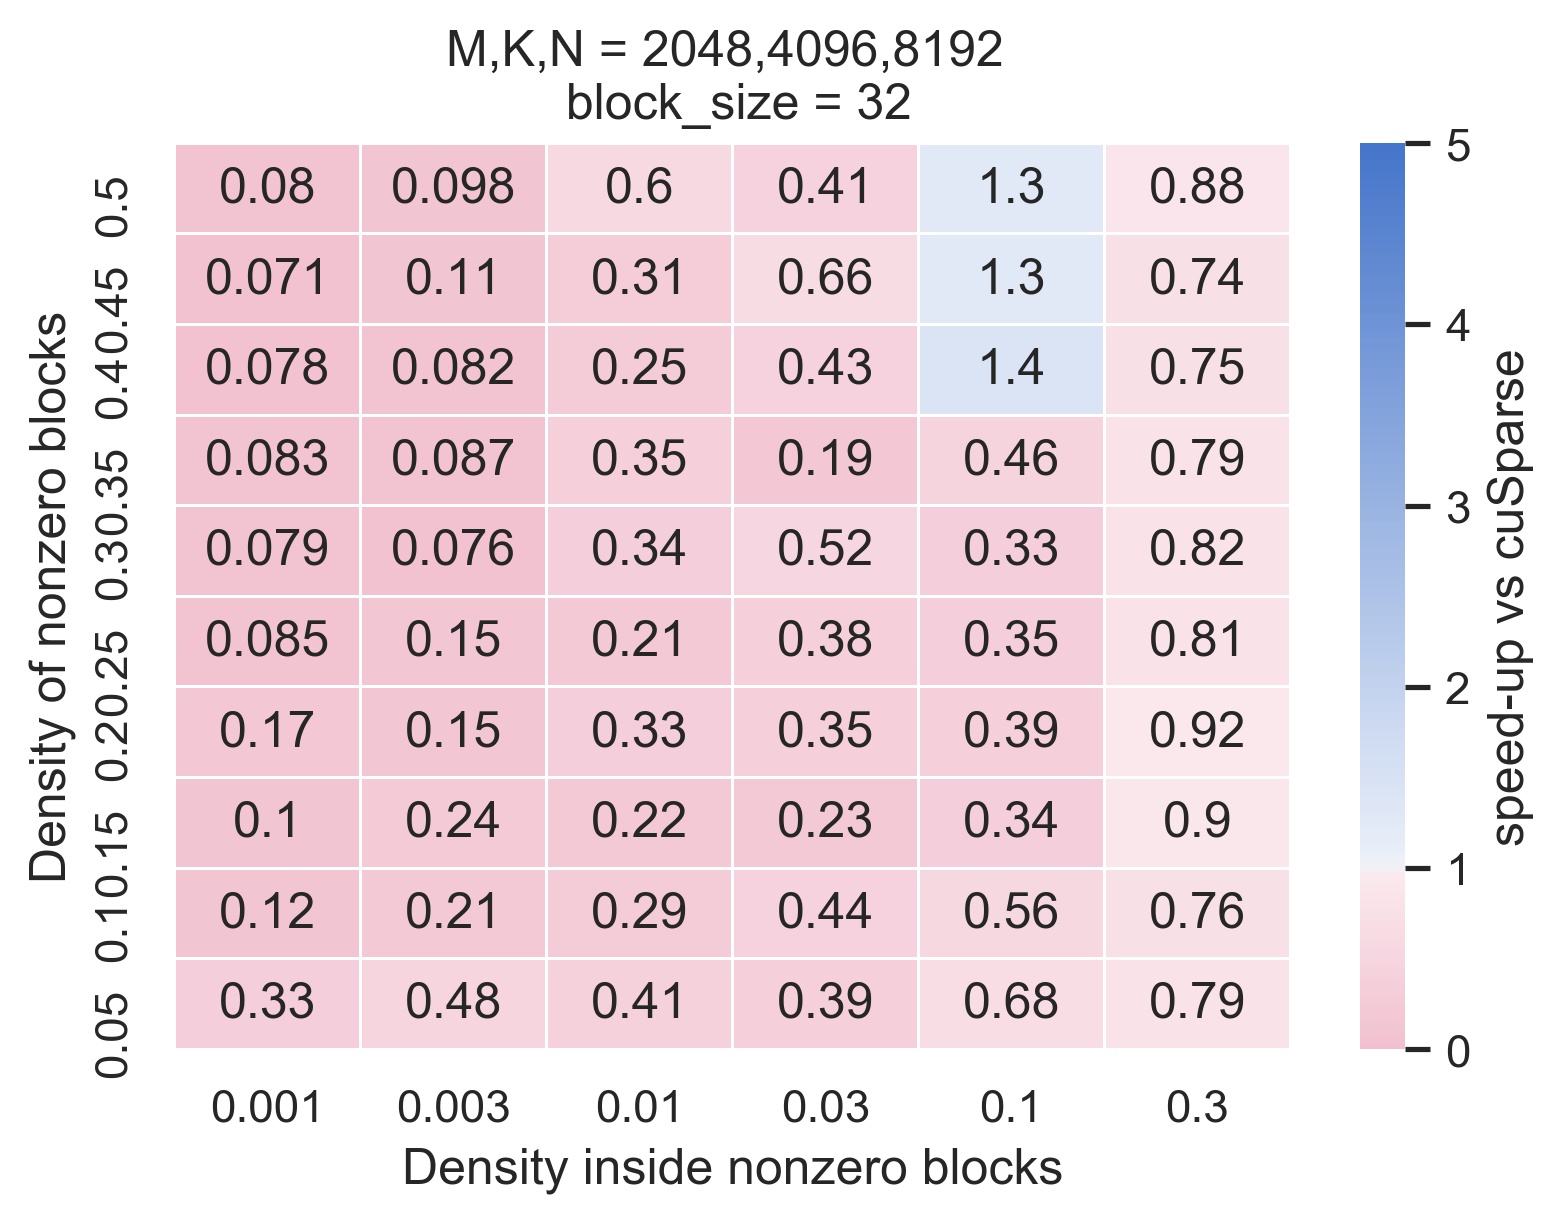 M,K,N = 2048,4096,8192
block_size = 32
Density of nonzero blocks
0.5 0.08 0.098 0.6 0.41 1.3 0.88
0.45 0.071 0.11 0.31 0.66 1.3 0.74
0.4 0.078 0.082 0.25 0.43 1.4 0.75
0.35 0.083 0.087 0.35 0.19 0.46 0.79
0.3 0.079 0.076 0.34 0.52 0.33 0.82
0.25 0.085 0.15 0.21 0.38 0.35 0.81
0.2 0.17 0.15 0.33 0.35 0.39 0.92
0.15 0.1 0.24 0.22 0.23 0.34 0.9
0.1 0.12 0.21 0.29 0.44 0.56 0.76
0.05 0.33 0.48 0.41 0.39 0.68 0.79
0.001 0.003 0.01 0.03 0.1 0.3
Density inside nonzero blocks
5
4
3
2
1
0
speed-up vs cuSparse